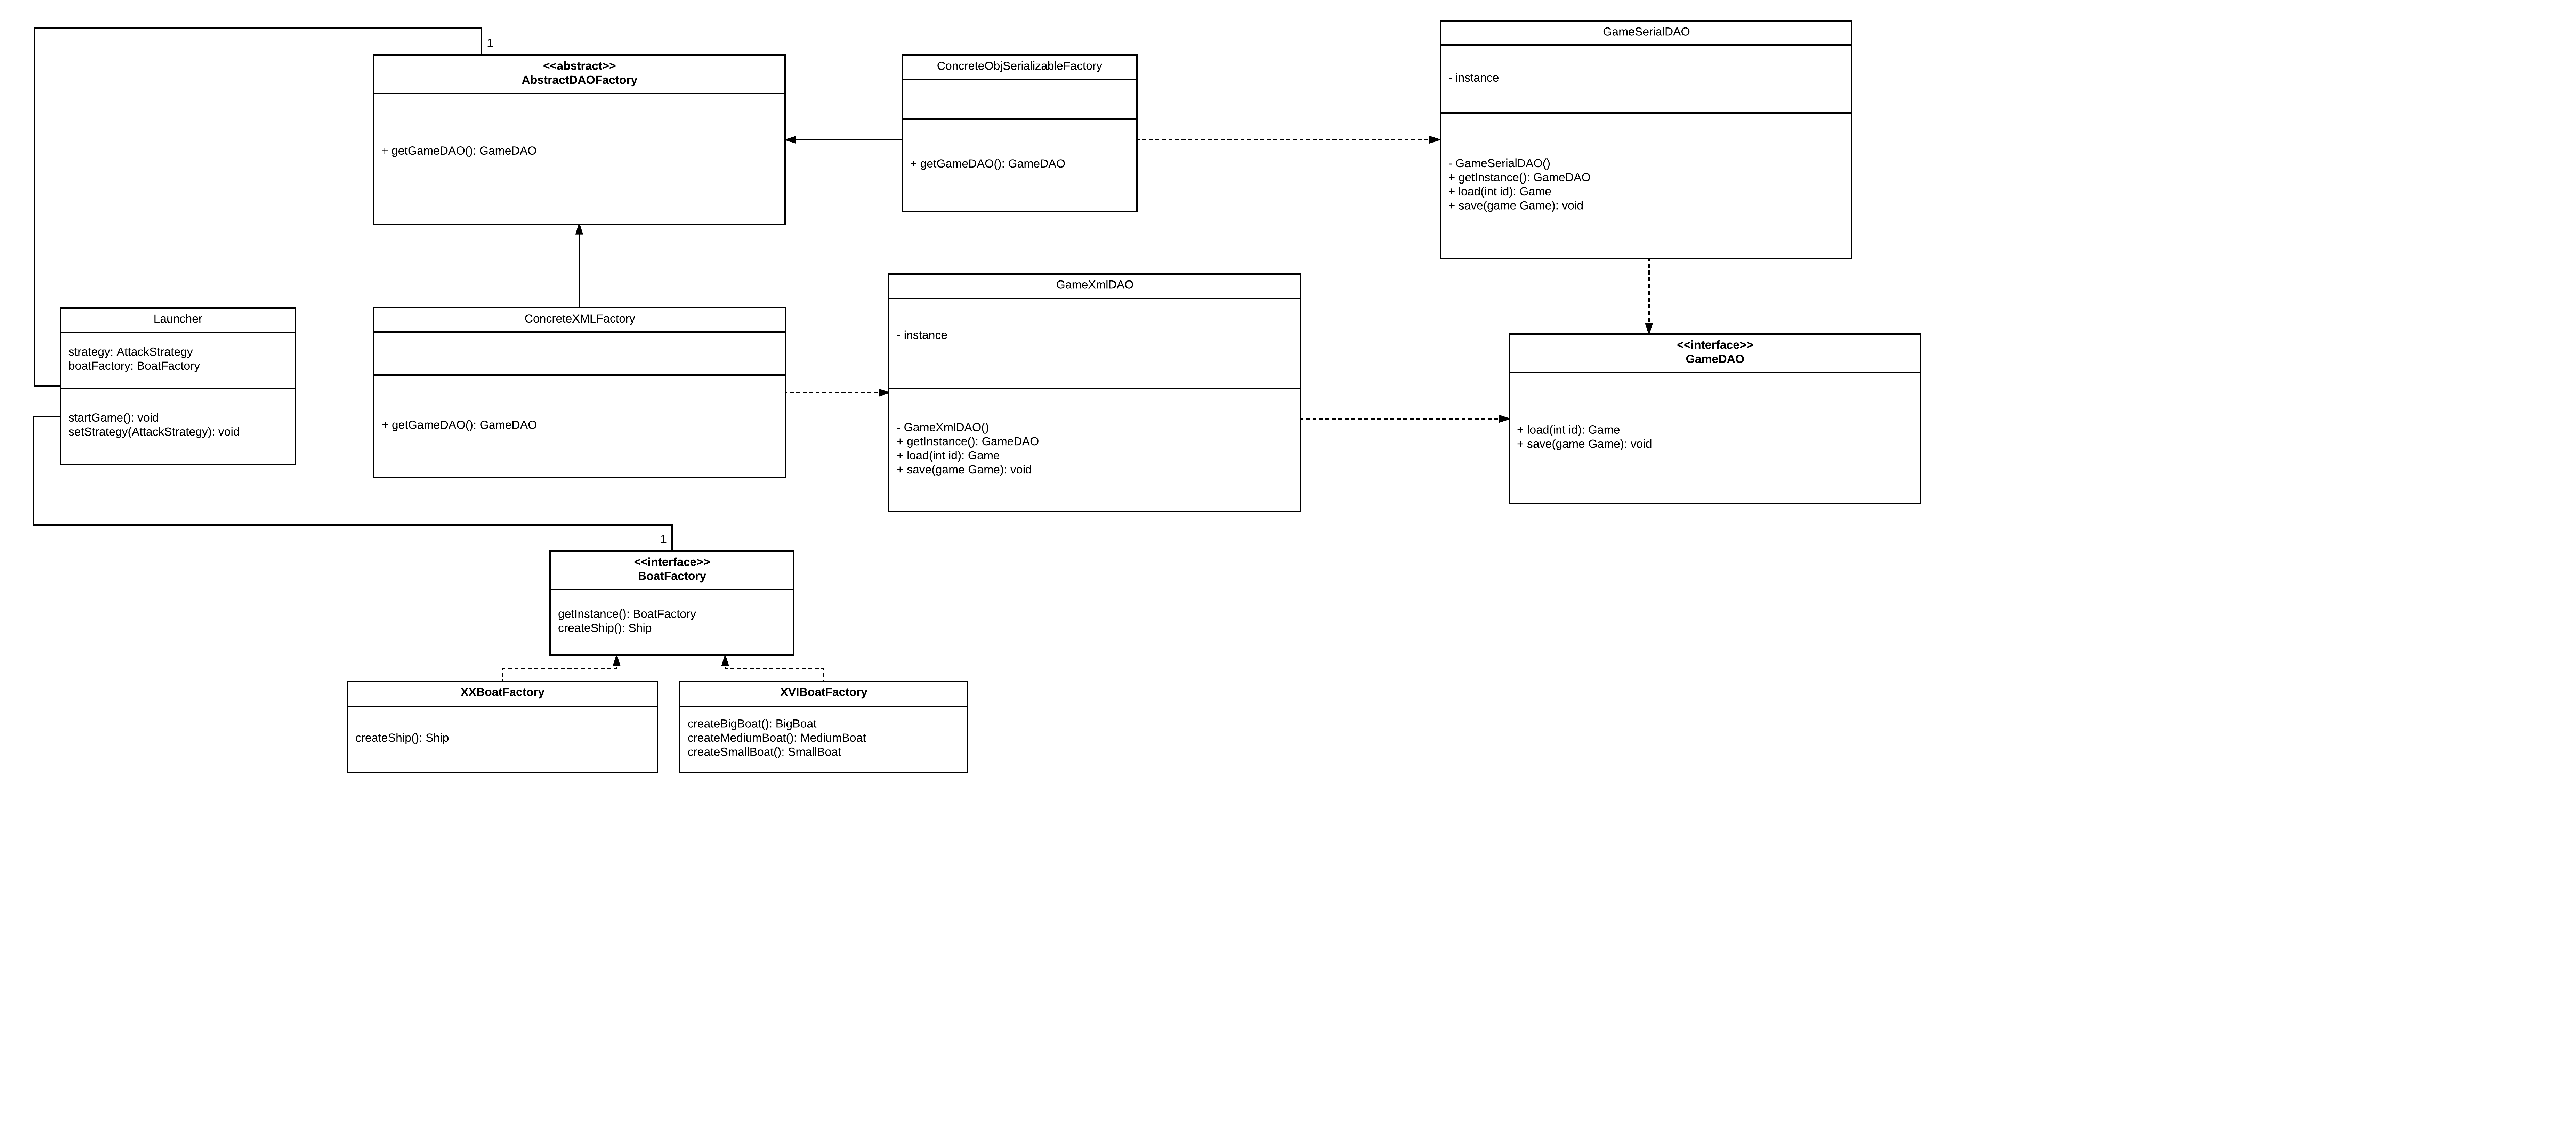 1
<<abstract>>
AbstractDAOFactory
+ getGameDAO(): GameDAO
ConcreteObjSerializableFactory
+ getGameDAO(): GameDAO
GameSerialDAO
- instance
- GameSerialDAO()
+ getInstance(): GameDAO
+ load(int id): Game
+ save(game Game): void
Launcher
strategy: AttackStrategy
boatFactory: BoatFactory
startGame(): void
setStrategy(AttackStrategy): void
ConcreteXMLFactory
+ getGameDAO(): GameDAO
GameXmlDAO
- instance
- GameXmlDAO()
+ getInstance(): GameDAO
+ load(int id): Game
+ save(game Game): void
<<interface>>
GameDAO
+ load(int id): Game
+ save(game Game): void
1
<<interface>>
BoatFactory
getInstance(): BoatFactory
createShip(): Ship
XXBoatFactory
createShip(): Ship
XVIBoatFactory
createBigBoat(): BigBoat
createMediumBoat(): MediumBoat
createSmallBoat(): SmallBoat